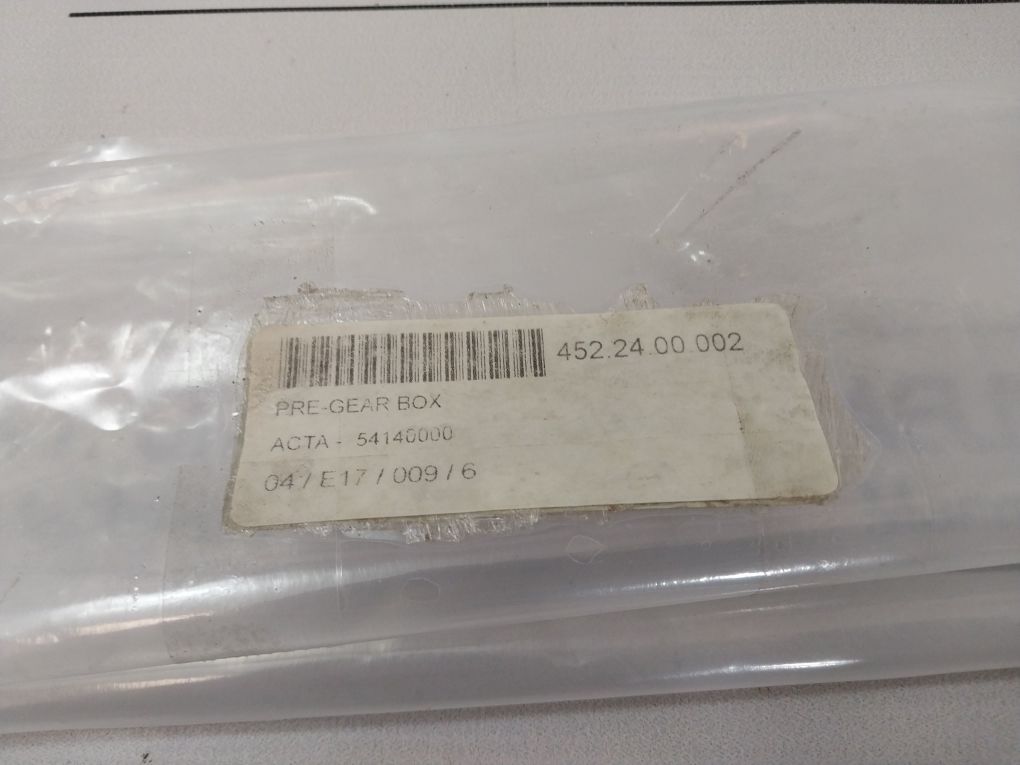 452.24.00.002
PRE-GEAR BOX
ACTA - 54140000
04 / E17 / 009 / 6